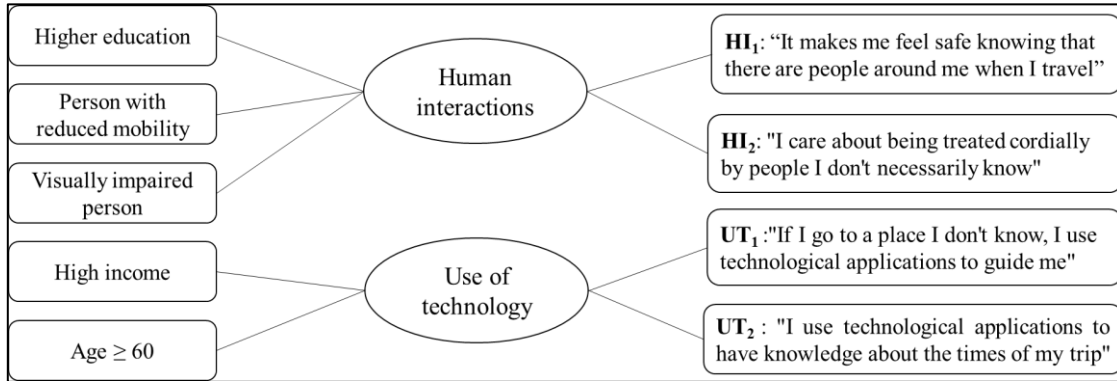 Higher education
Person with
reduced mobility
Visually impaired
person
High income
Age ≥ 60
Human
interactions
Use of
technology
HI₁: “It makes me feel safe knowing that
there are people around me when I travel”
HI₂: "I care about being treated cordially
by people I don't necessarily know"
UT₁ :"If I go to a place I don't know, I use
technological applications to guide me"
UT₂ : "I use technological applications to
have knowledge about the times of my trip"